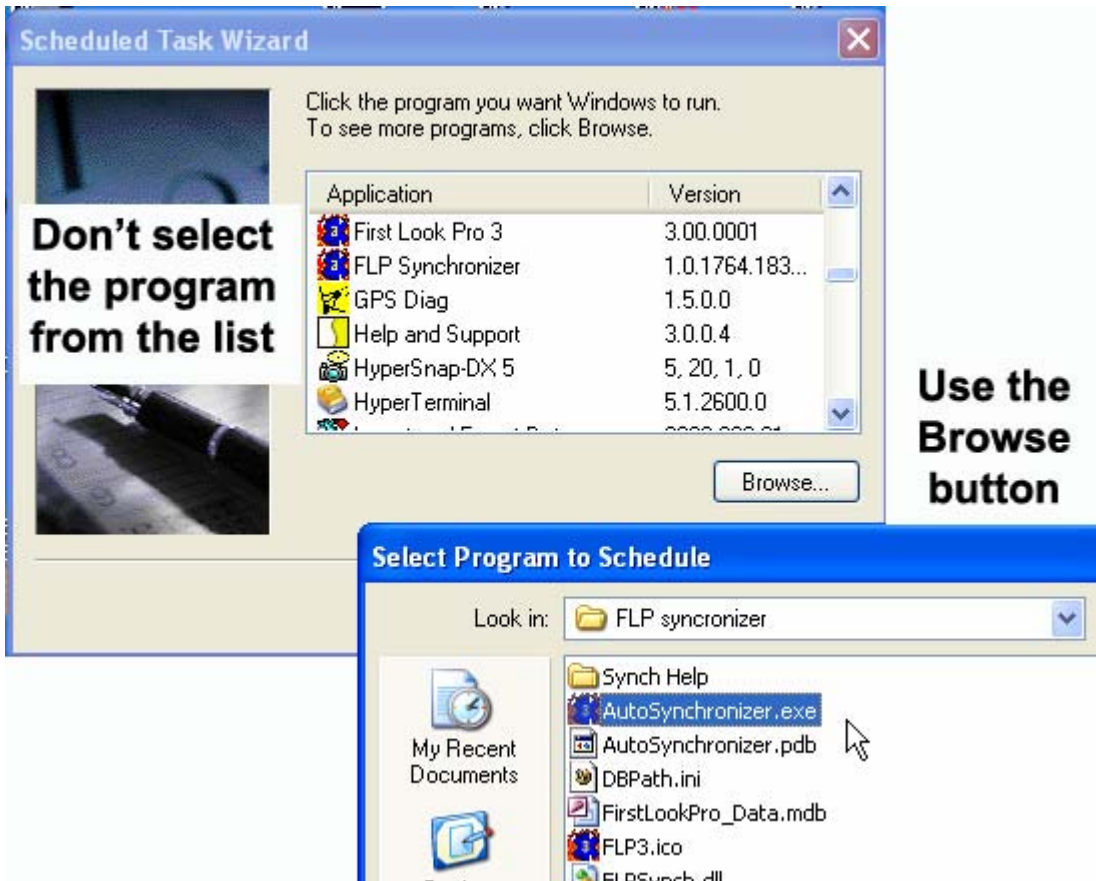 Scheduled Task Wizard
Click the program you want Windows to run.
To see more programs, click Browse.
Application Version
First Look Pro 3 3.00.0001
FLP Synchronizer 1.0.1764.183...
GPS Diag 1.5.0.0
Help and Support 3.0.0.4
HyperSnap-DX 5 5, 20, 1, 0
HyperTerminal 5.1.2600.0
Don't select
the program
from the list
Browse...
Use the
Browse
button
Select Program to Schedule
Look in: FLP syncronizer
My Recent
Documents
Synch Help
AutoSynchronizer.exe
AutoSynchronizer.pdb
DBPath.ini
FirstLookPro_Data.mdb
FLP3.ico
FLPSynch.dll